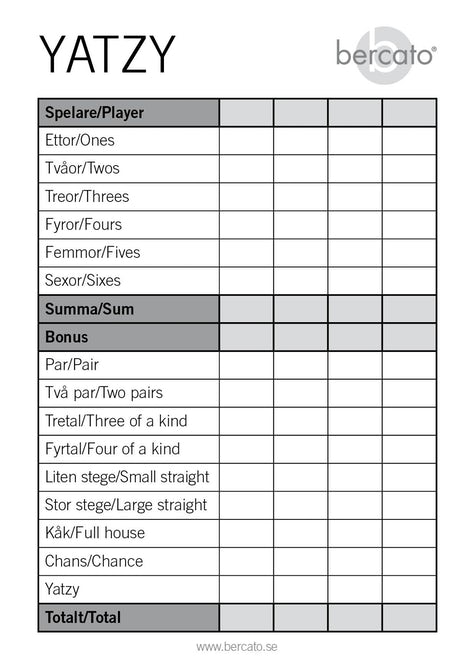 YATZY
bercato®
Spelare/Player
Ettor/Ones
Tvåor/Twos
Treor/Threes
Fyror/Fours
Femmor/Fives
Sexor/Sixes
Summa/Sum
Bonus
Par/Pair
Två par/Two pairs
Tretal/Three of a kind
Fyrtal/Four of a kind
Liten stege/Small straight
Stor stege/Large straight
Kåk/Full house
Chans/Chance
Yatzy
Totalt/Total
www.bercato.se